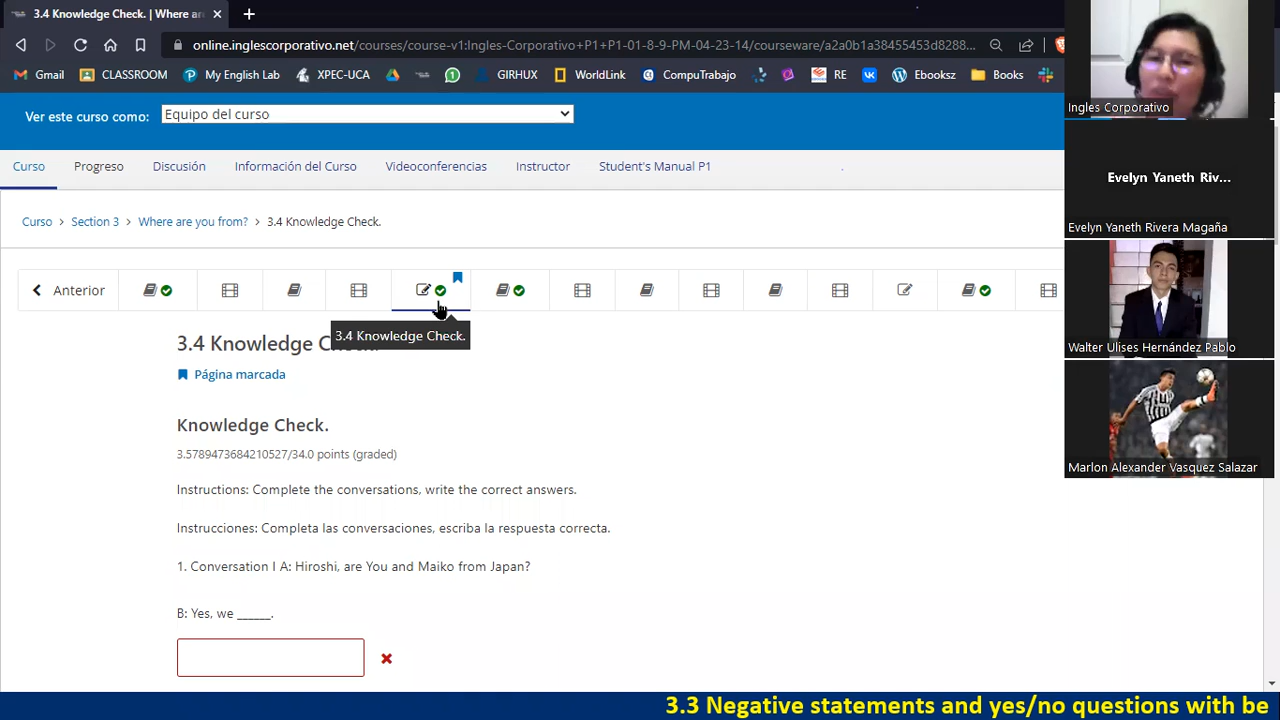 3.4 Knowledge Check. | Where are
online.inglescorporativo.net/courses/course-v1:Ingles-Corporativo+P1+P1-01-8-9-PM-04-23-14/courseware/a2a0b1a38455453d8288...
Gmail CLASSROOM My English Lab XPEC-UCA GIRHUX WorldLink CompuTrabajo RE WordPress Ebooksz Books
Ver este curso como: Equipo del curso
Curso Progreso Discusión Información del Curso Videoconferencias Instructor Student's Manual P1
Curso > Section 3 > Where are you from? > 3.4 Knowledge Check.
Anterior
3.4 Knowledge Check.
3.4 Knowledge C
Página marcada
Knowledge Check.
3.5789473684210527/34.0 points (graded)
Instructions: Complete the conversations, write the correct answers.
Instrucciones: Completa las conversaciones, escriba la respuesta correcta.
1. Conversation I A: Hiroshi, are You and Maiko from Japan?
B: Yes, we ______.
Ingles Corporativo
Evelyn Yaneth Riv...
Evelyn Yaneth Rivera Magaña
Walter Ulises Hernández Pablo
Marlon Alexander Vasquez Salazar
3.3 Negative statements and yes/no questions with be